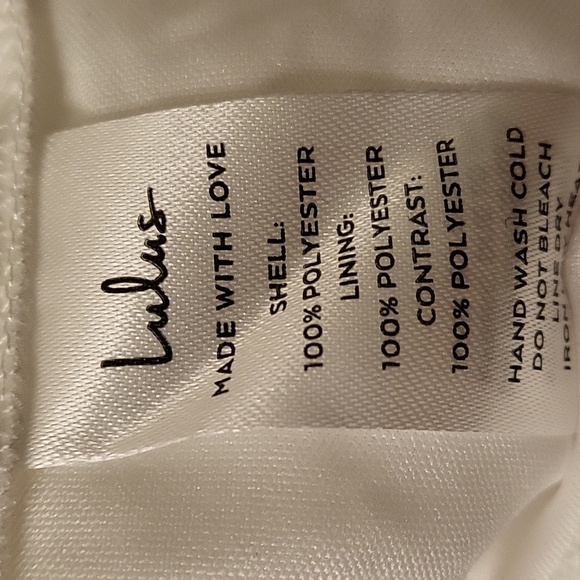 Lulus
MADE WITH LOVE
SHELL:
100% POLYESTER
LINING:
100% POLYESTER
CONTRAST:
100% POLYESTER
HAND WASH COLD
DO NOT BLEACH
LINE DRY
IRON